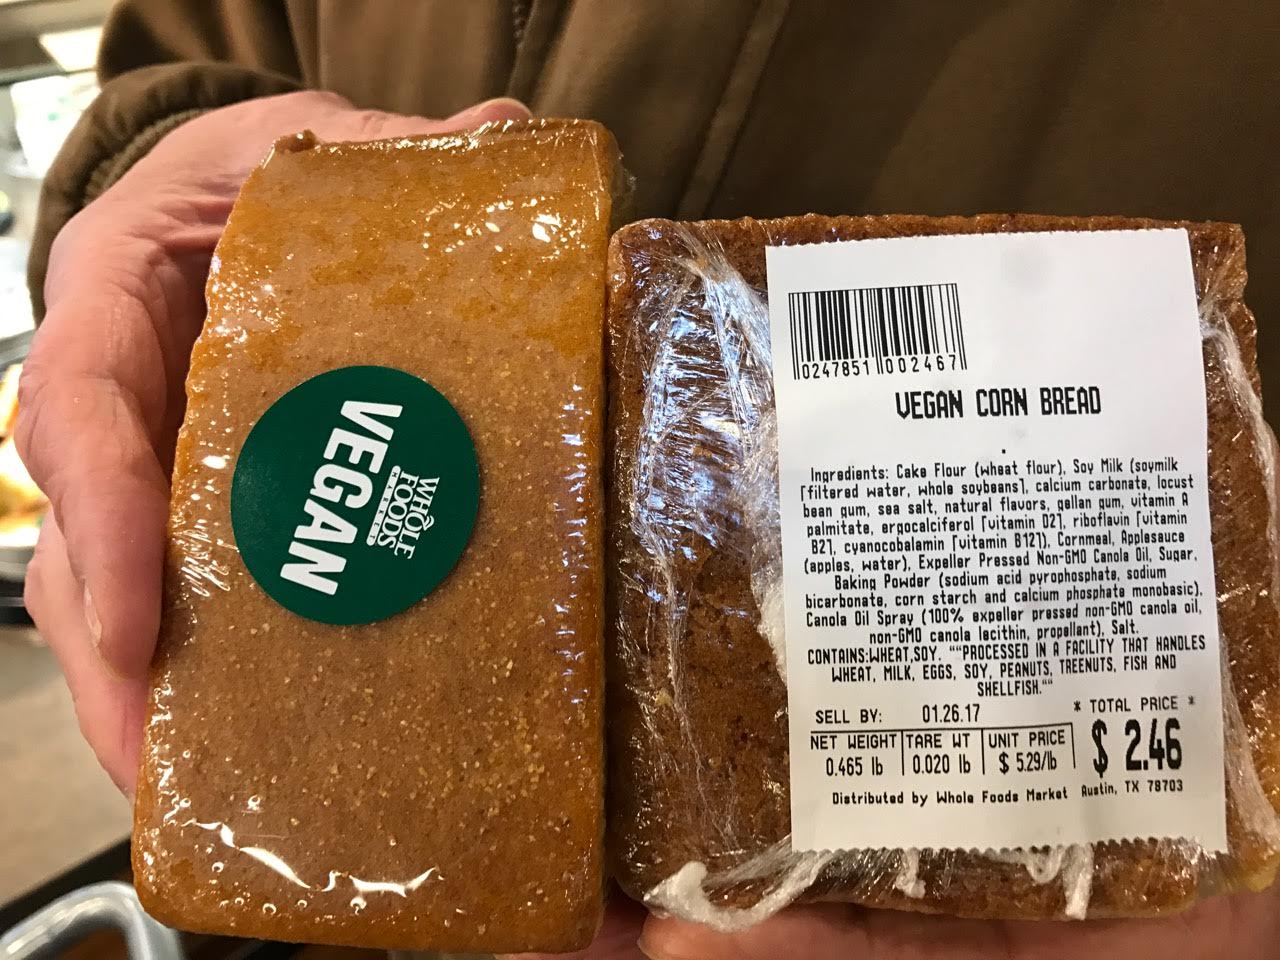 WHOLE
FOODS
MARKET
VEGAN
0247851 002467
VEGAN CORN BREAD
.
Ingredients: Cake Flour (wheat flour), Soy Milk (soymilk
[filtered water, whole soybeans], calcium carbonate, locust
bean gum, sea salt, natural flavors, gellan gum, vitamin A
palmitate, ergocalciferol [vitamin D2], riboflavin [vitamin
B2], cyanocobalamin [vitamin B12]), Cornmeal, Applesauce
(apples, water), Expeller Pressed Non-GMO Canola Oil, Sugar,
Baking Powder (sodium acid pyrophosphate, sodium
bicarbonate, corn starch and calcium phosphate monobasic),
Canola Oil Spray (100% expeller pressed non-GMO canola oil,
non-GMO canola lecithin, propellant), Salt.
CONTAINS:WHEAT,SOY. ""PROCESSED IN A FACILITY THAT HANDLES
WHEAT, MILK, EGGS, SOY, PEANUTS, TREENUTS, FISH AND
SHELLFISH.""
SELL BY: 01.26.17 * TOTAL PRICE *
NET WEIGHT TARE WT UNIT PRICE
0.465 lb 0.020 lb $ 5.29/lb $ 2.46
Distributed by Whole Foods Market Austin, TX 78703